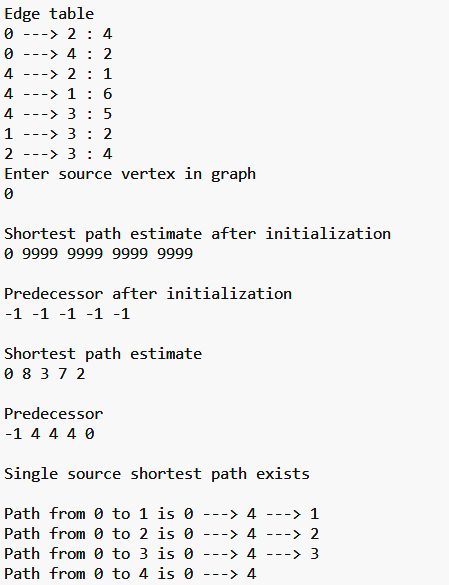 Edge table
0 ---> 2 : 4
0 ---> 4 : 2
4 ---> 2 : 1
4 ---> 1 : 6
4 ---> 3 : 5
1 ---> 3 : 2
2 ---> 3 : 4
Enter source vertex in graph
0
Shortest path estimate after initialization
0 9999 9999 9999 9999
Predecessor after initialization
-1 -1 -1 -1 -1
Shortest path estimate
0 8 3 7 2
Predecessor
-1 4 4 4 0
Single source shortest path exists
Path from 0 to 1 is 0 ---> 4 ---> 1
Path from 0 to 2 is 0 ---> 4 ---> 2
Path from 0 to 3 is 0 ---> 4 ---> 3
Path from 0 to 4 is 0 ---> 4